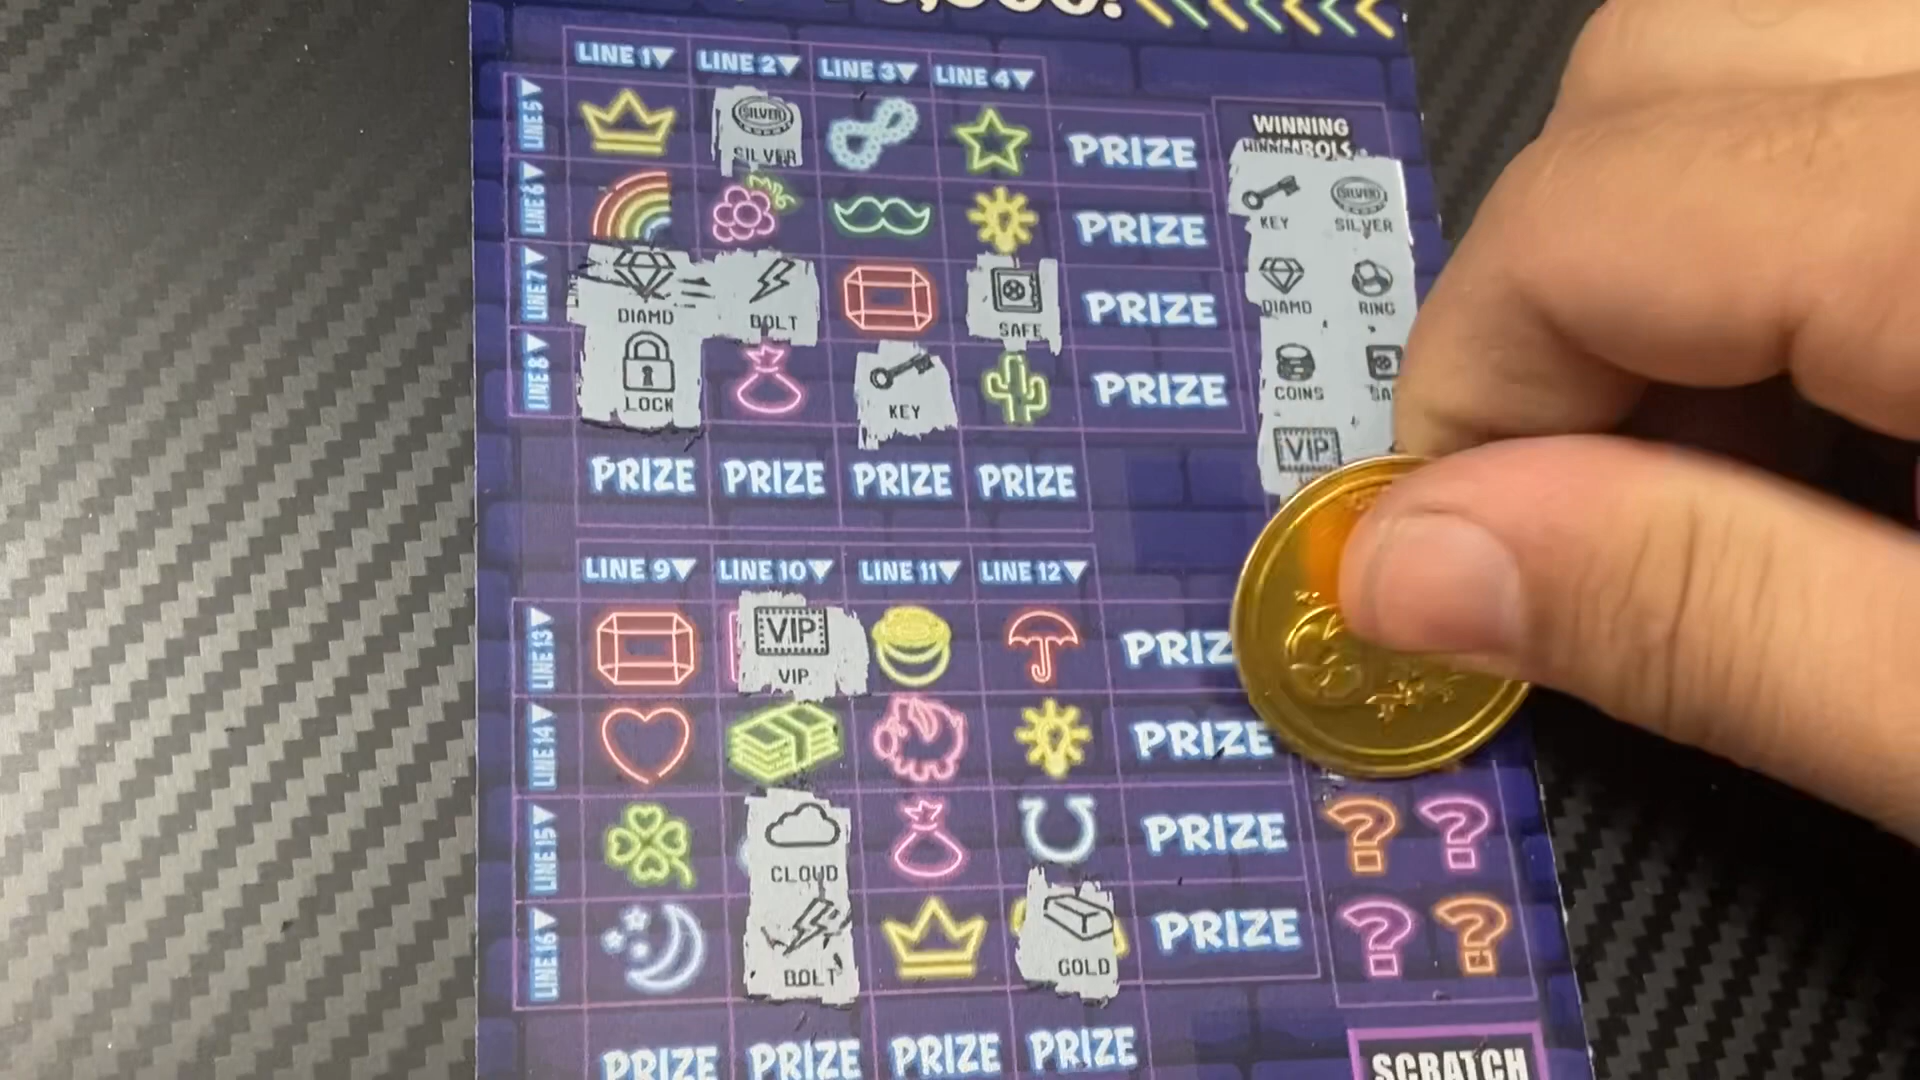 LINE 1 LINE 2 LINE 3 LINE 4
LINE 5
SILVER
SILVER
PRIZE
WINNING
KEY SILVER
LINE 6
PRIZE
LINE 7
DIAMD BOLT SAFE
PRIZE
DIAMD RING
LINE 8
LOCK KEY
PRIZE
COINS
VIP
PRIZE PRIZE PRIZE PRIZE
LINE 9 LINE 10 LINE 11 LINE 12
LINE 13
VIP
VIP
LINE 14
PRIZE
LINE 15
CLOUD
PRIZE
? ?
LINE 16
BOLT GOLD
PRIZE
? ?
PRIZE PRIZE PRIZE PRIZE
SCRATCH